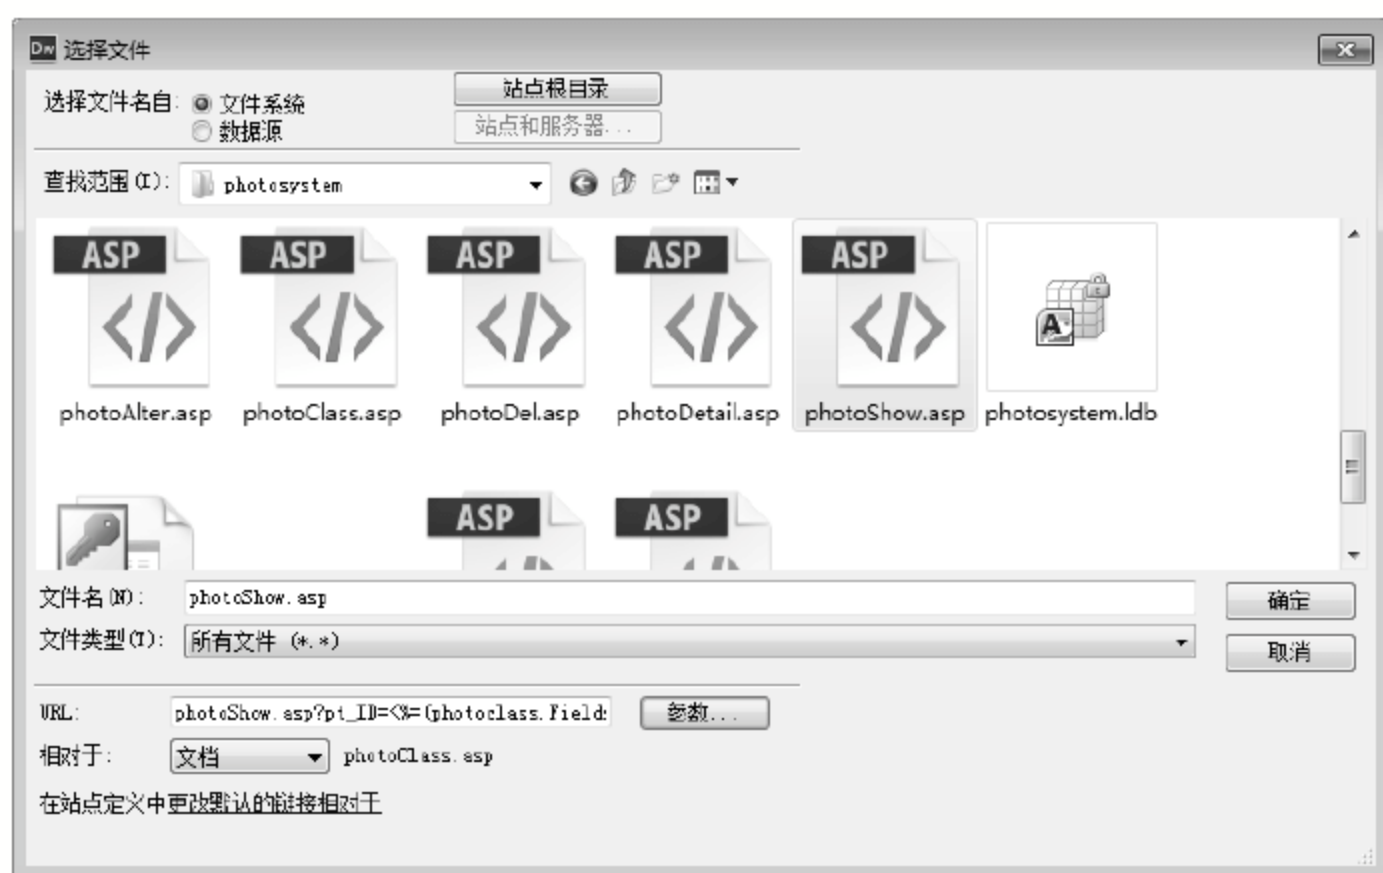 Dw 选择文件
选择文件名自: 文件系统 站点根目录
数据源 站点和服务器...
查找范围(I): photosystem
ASP ASP ASP ASP ASP
photoAlter.asp photoClass.asp photoDel.asp photoDetail.asp photoShow.asp photosystem.ldb
ASP ASP
文件名(N): photoShow.asp 确定
文件类型(T): 所有文件 (*.*) 取消
URL: photoShow.asp?pt_ID=<%=(photoclass.Field: 参数...
相对于: 文档 photoClass.asp
在站点定义中更改默认的链接相对于